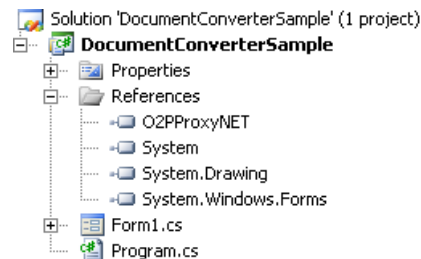 Solution 'DocumentConverterSample' (1 project)
DocumentConverterSample
Properties
References
O2PProxyNET
System
System.Drawing
System.Windows.Forms
Form1.cs
Program.cs